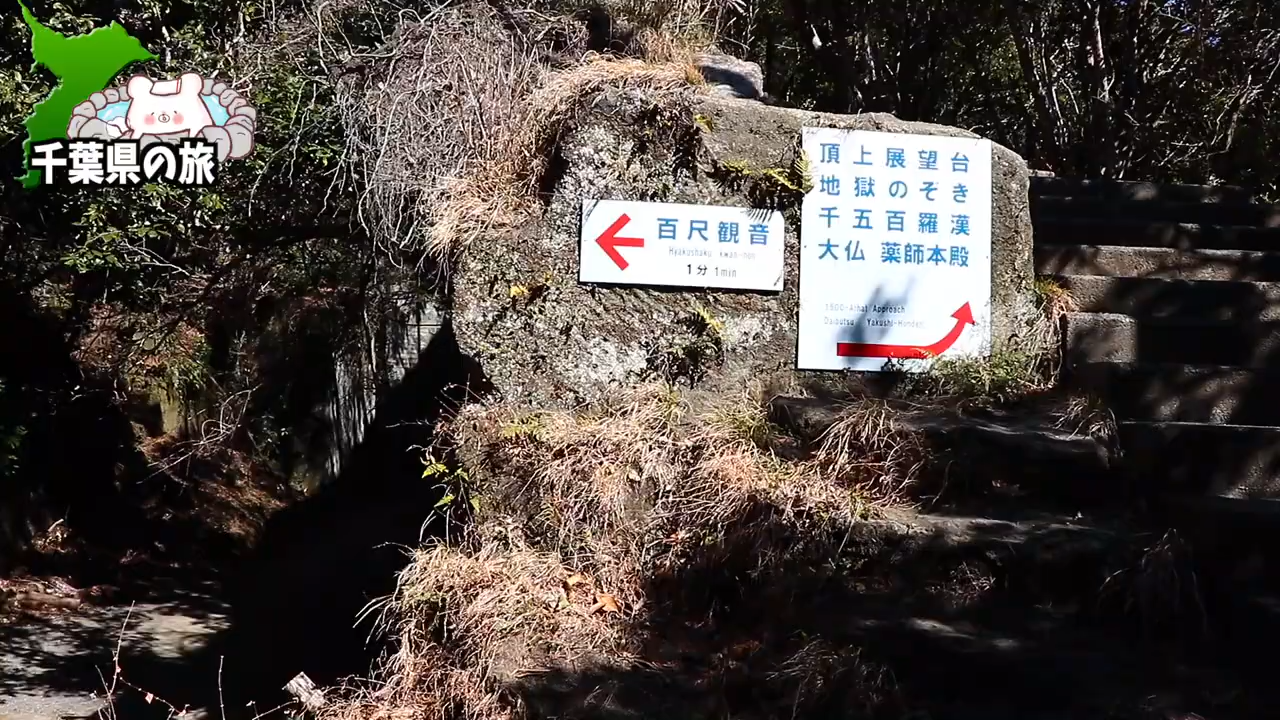 千葉県の旅
百尺観音
Hyakushaku kwan-non
1分 1min
頂上展望台
地獄のぞき
千五百羅漢
大仏 薬師本殿
1500-Arhat Approach
Daibutsu Yakushi-Honden